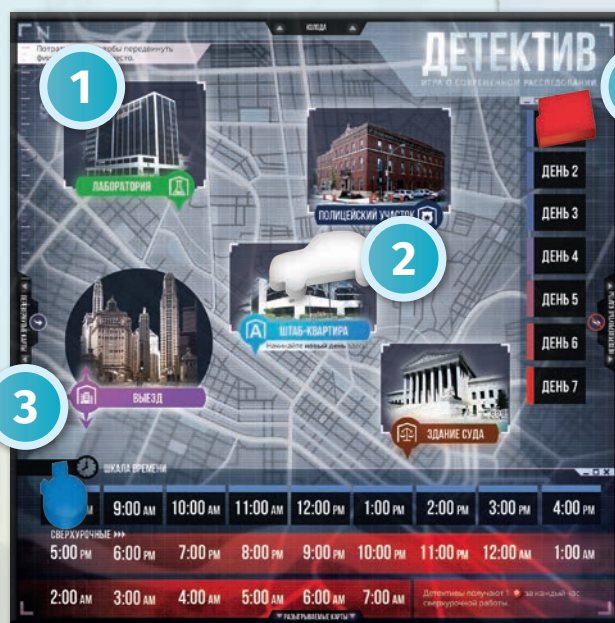 КОЛОДА
1
ДЕТЕКТИВ
ИГРА О СОВРЕМЕННОМ РАССЛЕДОВАНИИ
ЛАБОРАТОРИЯ
ПОЛИЦЕЙСКИЙ УЧАСТОК
2
ШТАБ-КВАРТИРА
начинайте новый день здесь
ДЕНЬ 2
ДЕНЬ 3
ДЕНЬ 4
ДЕНЬ 5
ДЕНЬ 6
ДЕНЬ 7
3
ВЫЕЗД
ЗДАНИЕ СУДА
ШКАЛА ВРЕМЕНИ
9:00 AM 10:00 AM 11:00 AM 12:00 PM 1:00 PM 2:00 PM 3:00 PM 4:00 PM
СВЕРХУРОЧНЫЕ >>>
5:00 PM 6:00 PM 7:00 PM 8:00 PM 9:00 PM 10:00 PM 11:00 PM 12:00 AM 1:00 AM
2:00 AM 3:00 AM 4:00 AM 5:00 AM 6:00 AM 7:00 AM
Детективы получают 1 за каждый час
сверхурочной работы.
РАЗЫГРЫВАЕМЫЕ КАРТЫ